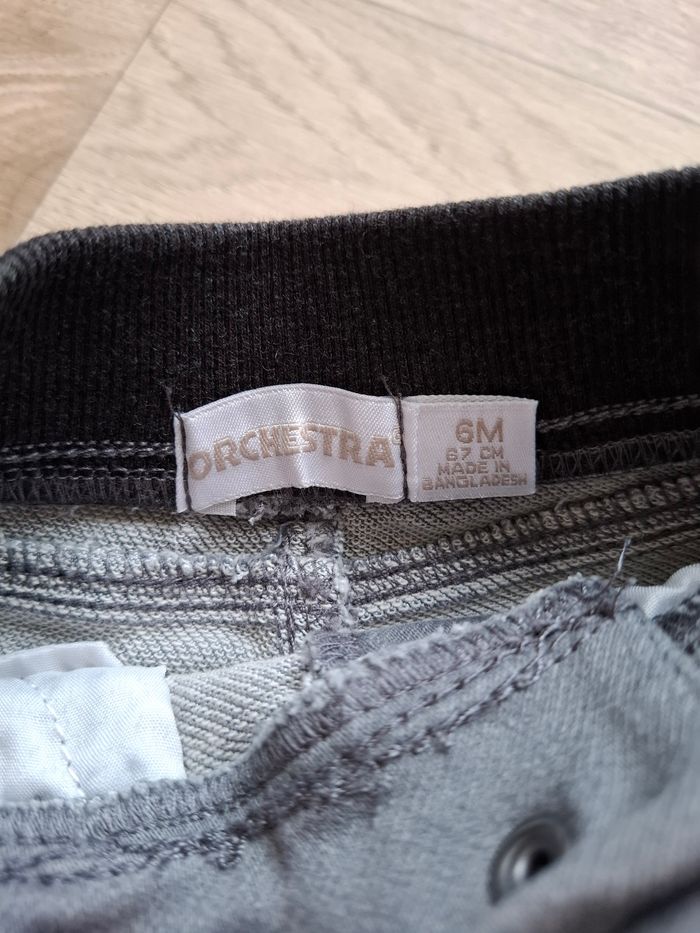 ORCHESTRA®
6M
67 CM
MADE IN
BANGLADESH